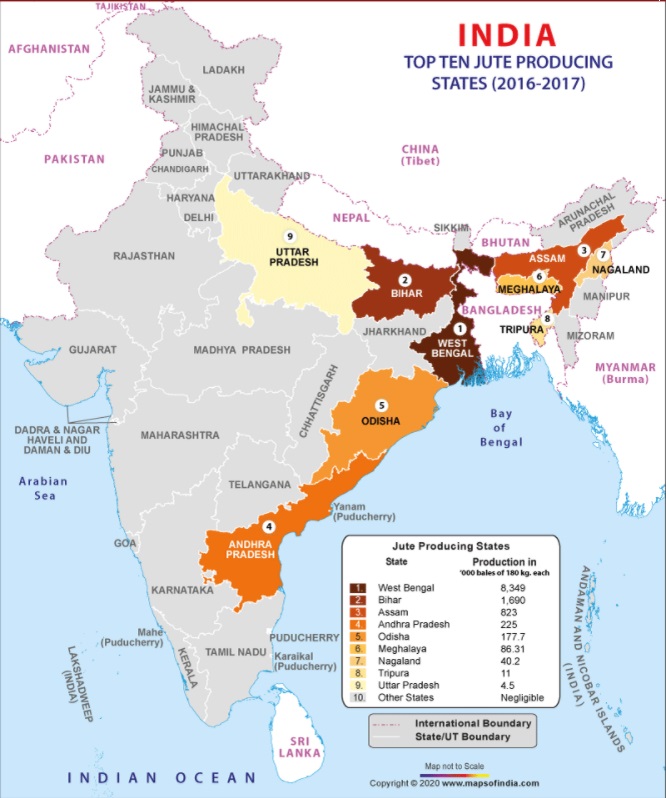 TAJIKISTAN
AFGHANISTAN
INDIA
TOP TEN JUTE PRODUCING
STATES (2016-2017)
LADAKH
JAMMU &
KASHMIR
HIMACHAL
PRADESH
PUNJAB
CHANDIGARH
PAKISTAN
CHINA
(Tibet)
UTTARAKHAND
HARYANA
DELHI
NEPAL
SIKKIM
ARUNACHAL
PRADESH
BHUTAN
9
UTTAR
PRADESH
RAJASTHAN
ASSAM
3
7
NAGALAND
6
MEGHALAYA
2
BIHAR
MANIPUR
BANGLADESH
8
TRIPURA
MIZORAM
JHARKHAND
1
WEST
BENGAL
GUJARAT
MADHYA PRADESH
MYANMAR
(Burma)
CHHATTISGARH
5
ODISHA
Bay
of
Bengal
DADRA & NAGAR
HAVELI AND
DAMAN & DIU
MAHARASHTRA
Arabian
Sea
TELANGANA
Yanam
(Puducherry)
4
ANDHRA
PRADESH
GOA
KARNATAKA
Mahe
(Puducherry)
PUDUCHERRY
Karaikal
(Puducherry)
TAMIL NADU
KERALA
LAKSHADWEEP
(INDIA)
SRI
LANKA
INDIAN OCEAN
ANDAMAN AND NICOBAR ISLANDS
(INDIA)
Jute Producing States
State Production in
'000 bales of 180 kg. each
1. West Bengal 8,349
2. Bihar 1,690
3. Assam 823
4. Andhra Pradesh 225
5. Odisha 177.7
6. Meghalaya 86.31
7. Nagaland 40.2
8. Tripura 11
9. Uttar Pradesh 4.5
10. Other States Negligible
International Boundary
State/UT Boundary
Map not to Scale
Copyright © 2020 www.mapsofindia.com